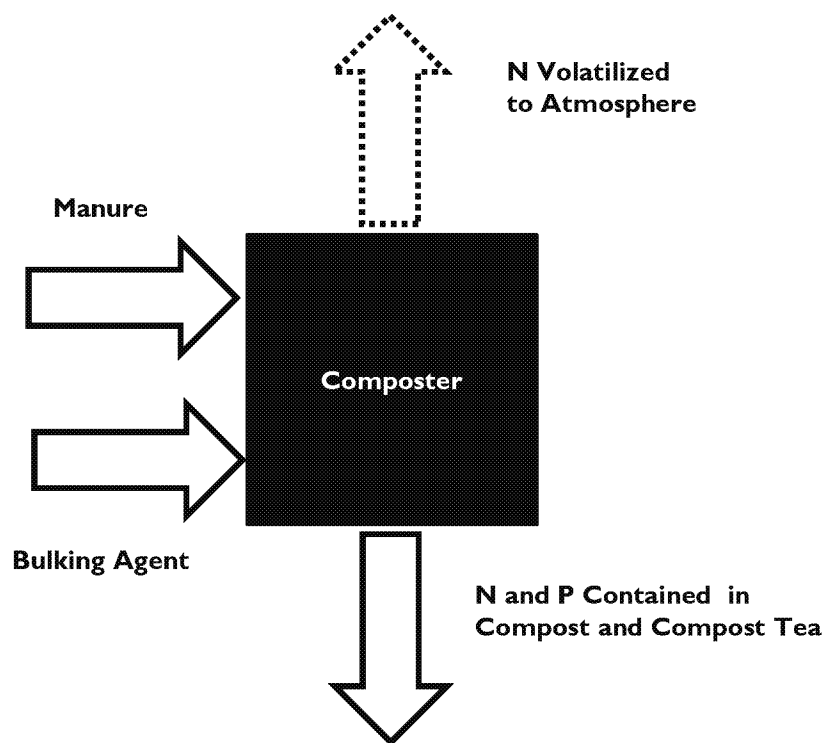 N Volatilized
to Atmosphere
Manure
Composter
Bulking Agent
N and P Contained in
Compost and Compost Tea